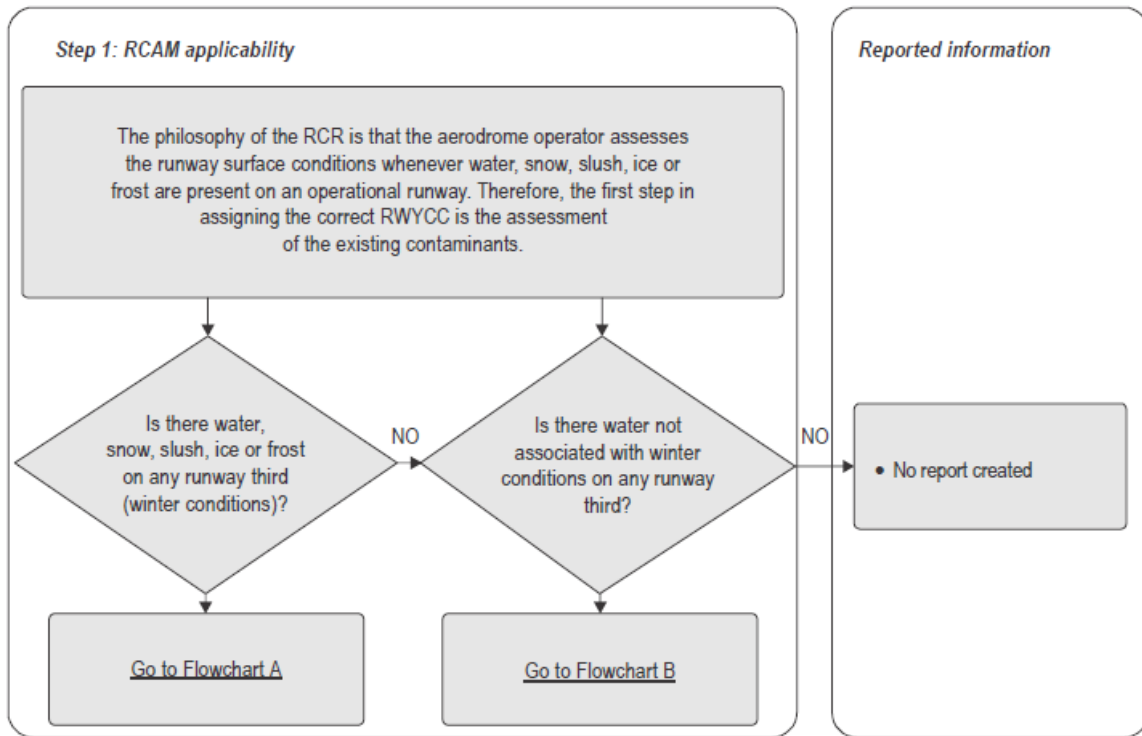 Step 1: RCAM applicability
Reported information
The philosophy of the RCR is that the aerodrome operator assesses
the runway surface conditions whenever water, snow, slush, ice or
frost are present on an operational runway. Therefore, the first step in
assigning the correct RWYCC is the assessment
of the existing contaminants.
Is there water,
snow, slush, ice or frost
on any runway third
(winter conditions)?
NO
Is there water not
associated with winter
conditions on any runway
third?
NO
• No report created
Go to Flowchart A
Go to Flowchart B